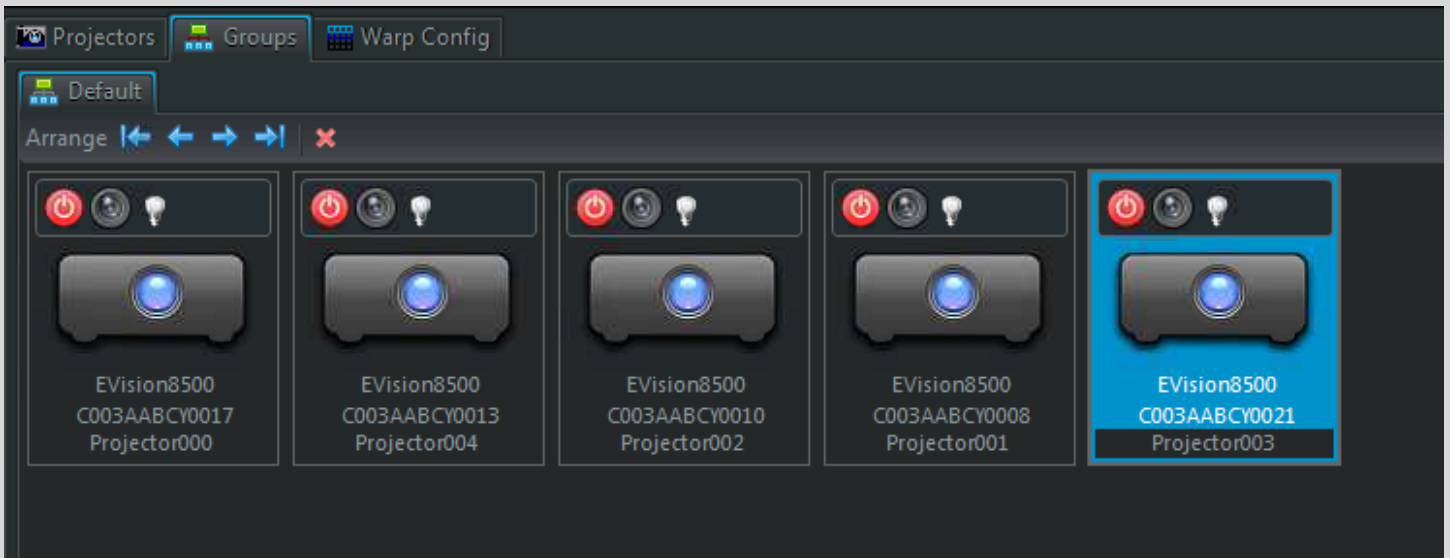 Projectors Groups Warp Config
Default
Arrange
EVision8500
C003AABCY0017
Projector000
EVision8500
C003AABCY0013
Projector004
EVision8500
C003AABCY0010
Projector002
EVision8500
C003AABCY0008
Projector001
EVision8500
C003AABCY0021
Projector003